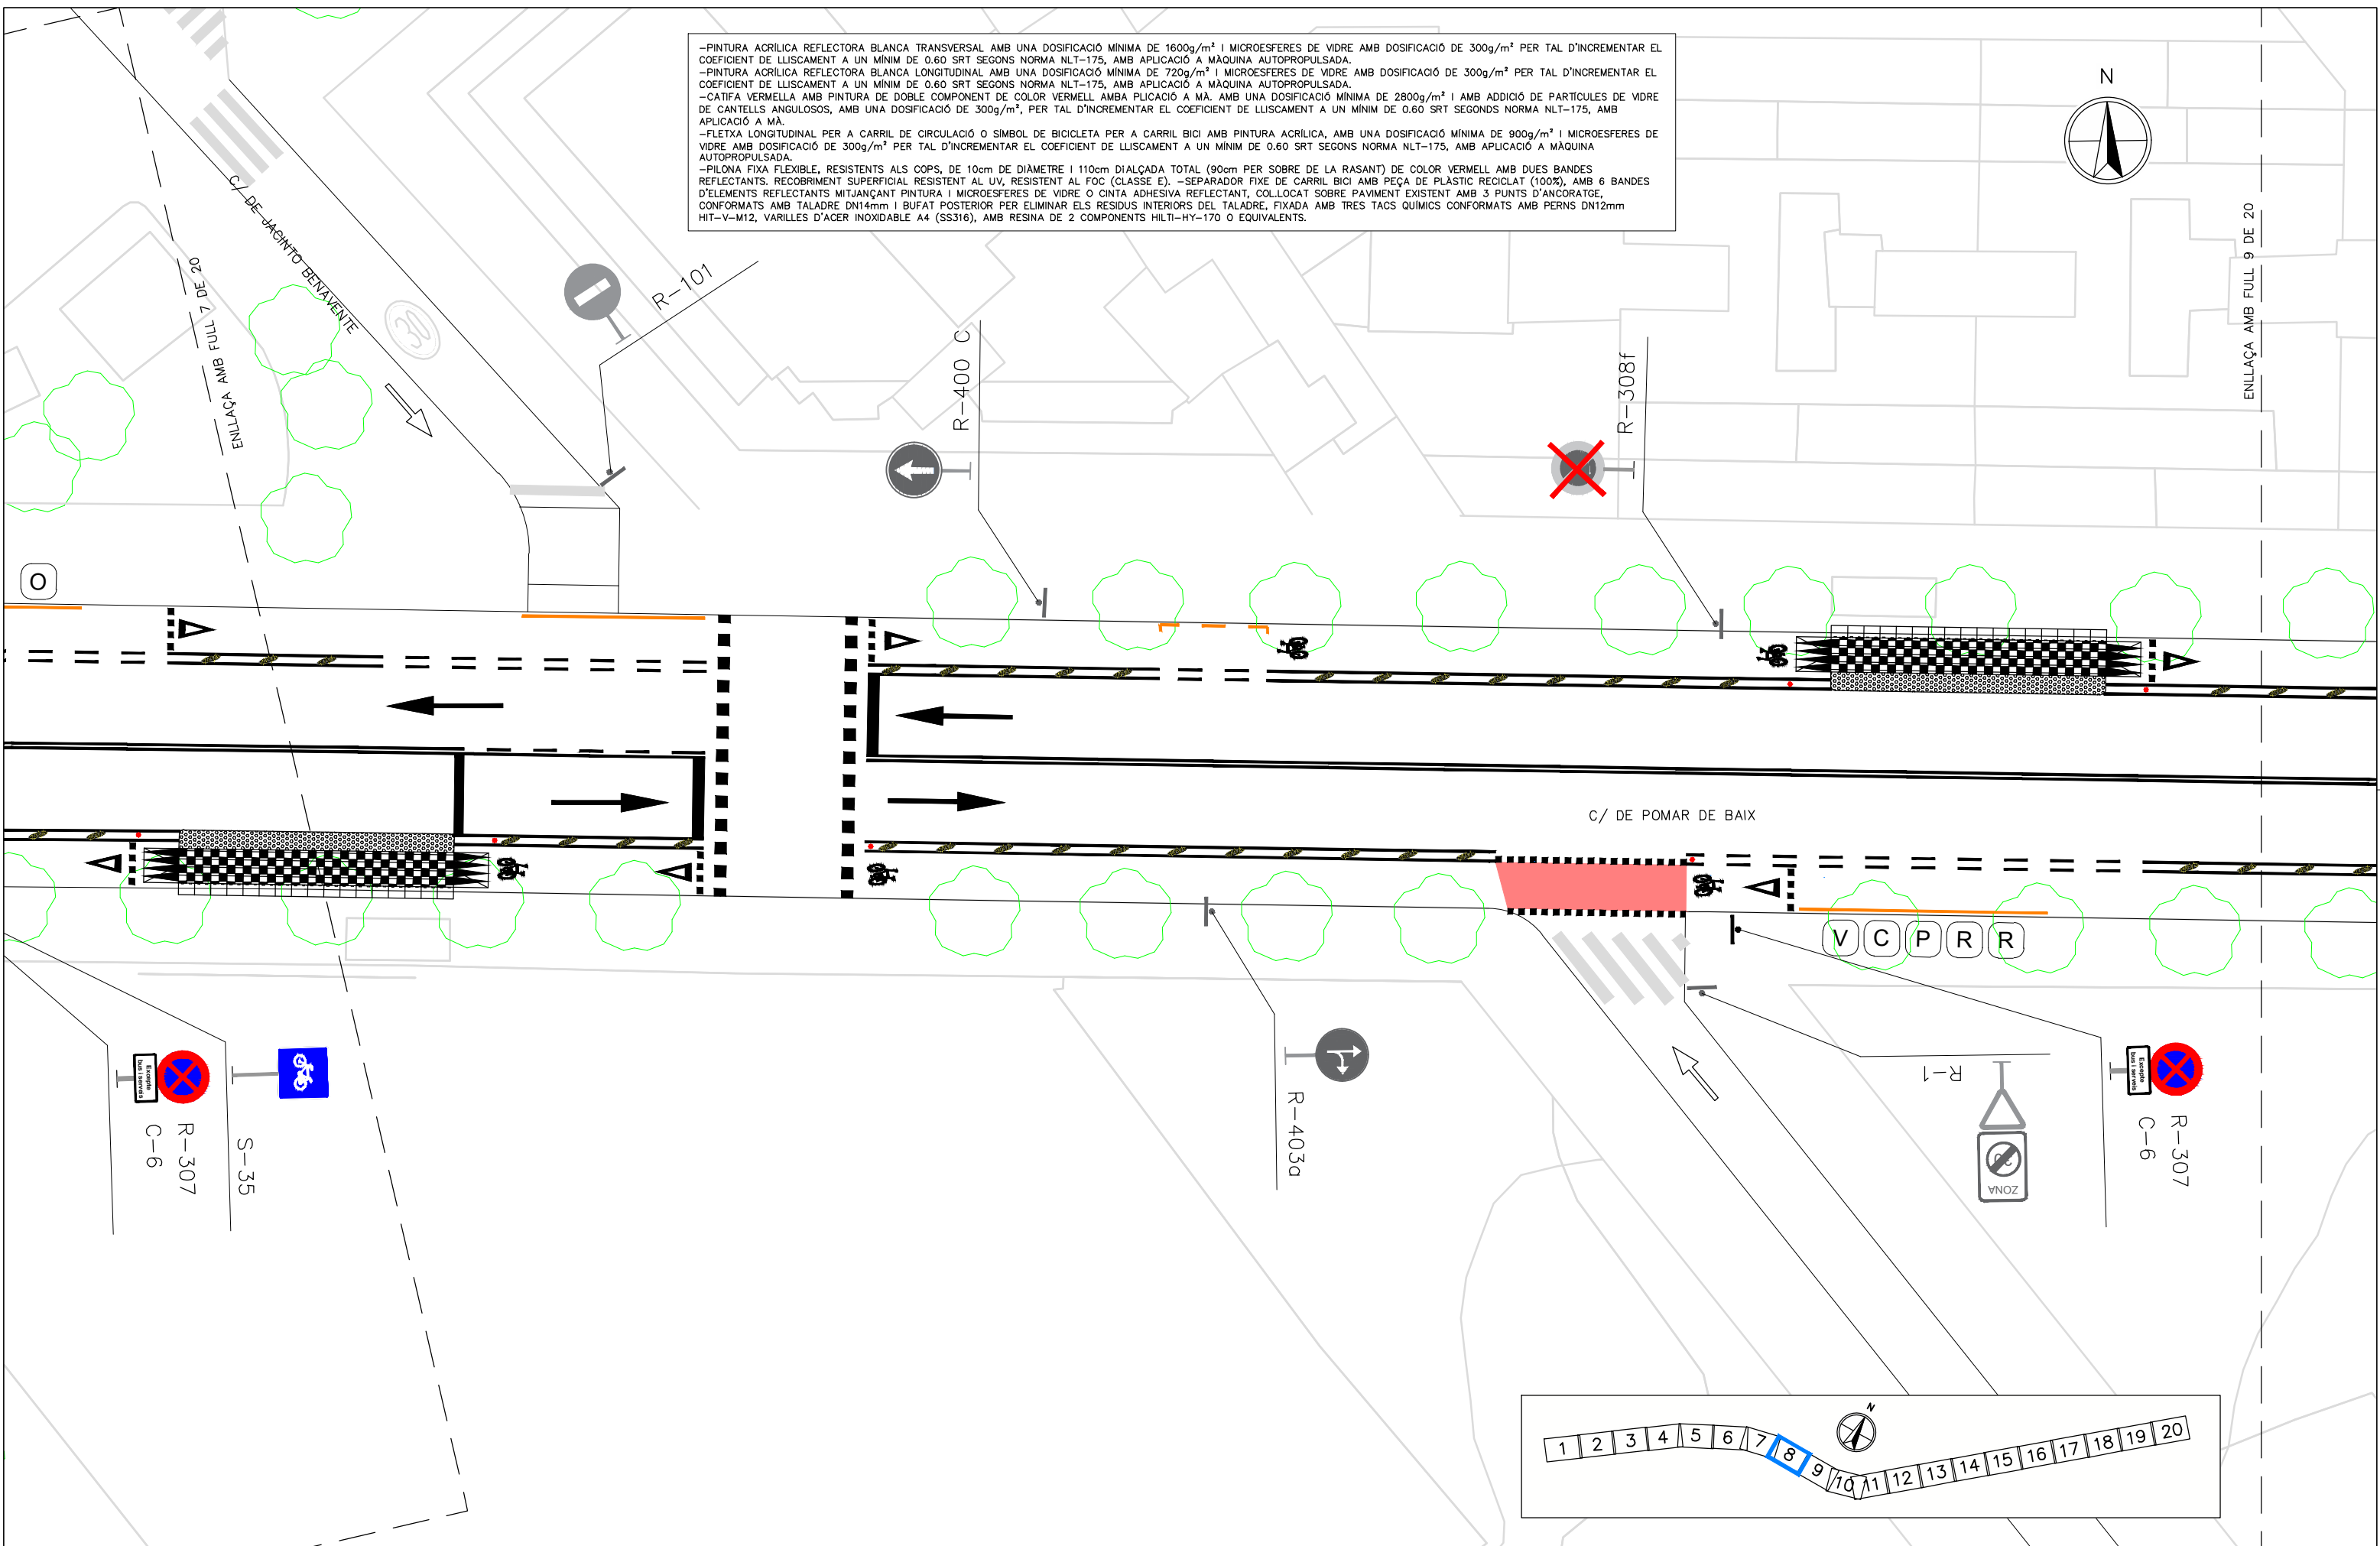 -PINTURA ACRÍLICA REFLECTORA BLANCA TRANSVERSAL AMB UNA DOSIFICACIÓ MÍNIMA DE 1600g/m² I MICROESFERES DE VIDRE AMB DOSIFICACIÓ DE 300g/m² PER TAL D'INCREMENTAR EL
COEFICIENT DE LLISCAMENT A UN MÍNIM DE 0.60 SRT SEGONS NORMA NLT-175, AMB APLICACIÓ A MÀQUINA AUTOPROPULSADA.
-PINTURA ACRÍLICA REFLECTORA BLANCA LONGITUDINAL AMB UNA DOSIFICACIÓ MÍNIMA DE 720g/m² I MICROESFERES DE VIDRE AMB DOSIFICACIÓ DE 300g/m² PER TAL D'INCREMENTAR EL
COEFICIENT DE LLISCAMENT A UN MÍNIM DE 0.60 SRT SEGONS NORMA NLT-175, AMB APLICACIÓ A MÀQUINA AUTOPROPULSADA.
-CATIFA VERMELLA AMB PINTURA DE DOBLE COMPONENT DE COLOR VERMELL AMBA PLICACIÓ A MÀ. AMB UNA DOSIFICACIÓ MÍNIMA DE 2800g/m² I AMB ADDICIÓ DE PARTÍCULES DE VIDRE
DE CANTELLS ANGULOSOS, AMB UNA DOSIFICACIÓ DE 300g/m², PER TAL D'INCREMENTAR EL COEFICIENT DE LLISCAMENT A UN MÍNIM DE 0.60 SRT SEGONDS NORMA NLT-175, AMB
APLICACIÓ A MÀ.
-FLETXA LONGITUDINAL PER A CARRIL DE CIRCULACIÓ O SÍMBOL DE BICICLETA PER A CARRIL BICI AMB PINTURA ACRÍLICA, AMB UNA DOSIFICACIÓ MÍNIMA DE 900g/m² I MICROESFERES DE
VIDRE AMB DOSIFICACIÓ DE 300g/m² PER TAL D'INCREMENTAR EL COEFICIENT DE LLISCAMENT A UN MÍNIM DE 0.60 SRT SEGONS NORMA NLT-175, AMB APLICACIÓ A MÀQUINA
AUTOPROPULSADA.
-PILONA FIXA FLEXIBLE, RESISTENTS ALS COPS, DE 10cm DE DIÀMETRE I 110cm DIALÇADA TOTAL (90cm PER SOBRE DE LA RASANT) DE COLOR VERMELL AMB DUES BANDES
REFLECTANTS. RECOBRIMENT SUPERFICIAL RESISTENT AL UV, RESISTENT AL FOC (CLASSE E). -SEPARADOR FIXE DE CARRIL BICI AMB PEÇA DE PLÀSTIC RECICLAT (100%), AMB 6 BANDES
D'ELEMENTS REFLECTANTS MITJANÇANT PINTURA I MICROESFERES DE VIDRE O CINTA ADHESIVA REFLECTANT, COL.LOCAT SOBRE PAVIMENT EXISTENT AMB 3 PUNTS D'ANCORATGE,
CONFORMATS AMB TALADRE DN14mm I BUFAT POSTERIOR PER ELIMINAR ELS RESIDUS INTERIORS DEL TALADRE, FIXADA AMB TRES TACS QUÍMICS CONFORMATS AMB PERNS DN12mm
HIT-V-M12, VARILLES D'ACER INOXIDABLE A4 (SS316), AMB RESINA DE 2 COMPONENTS HILTI-HY-170 O EQUIVALENTS.
N
C/ DE JACINTO BENAVENTE
ENLLAÇA AMB FULL 7 DE 20
30
R-101
R-400 C
R-308f
ENLLAÇA AMB FULL 9 DE 20
O
C/ DE POMAR DE BAIX
V C P R R
Excepte
bus i serveis
C-6
R-307
S-35
R-403a
R-1
ZONA
Excepte
bus i serveis
C-6
R-307
N
1 2 3 4 5 6 7 8 9 10 11 12 13 14 15 16 17 18 19 20